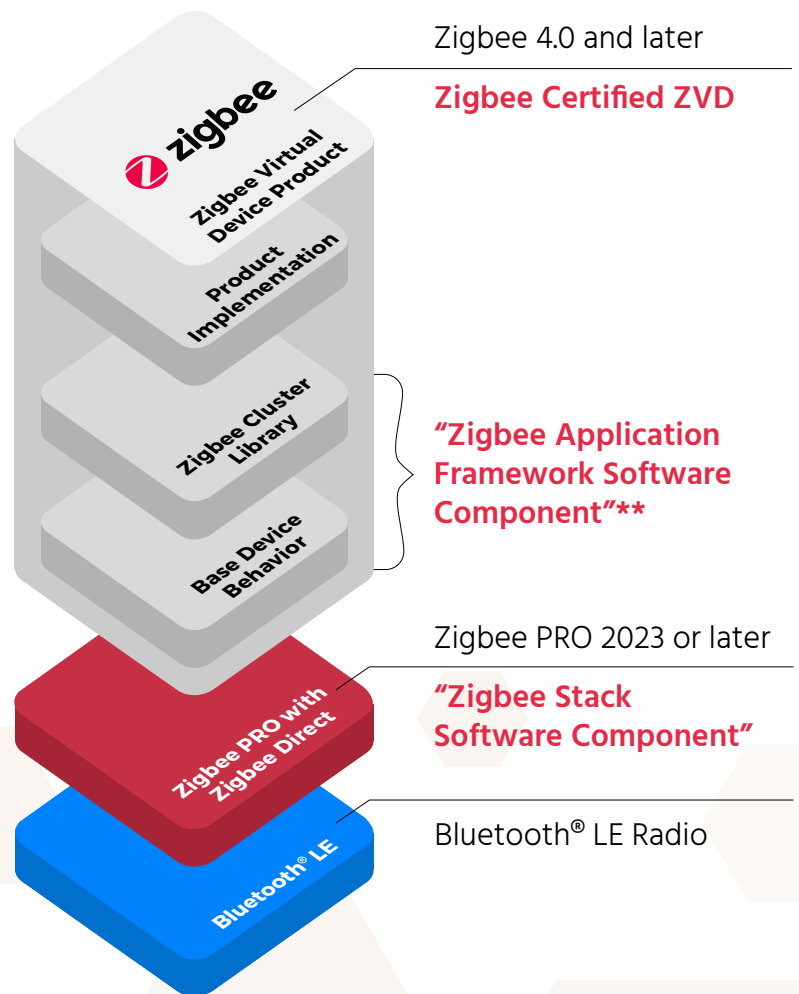 Zigbee 4.0 and later
Zigbee Certified ZVD
zigbee
Zigbee Virtual
Device Product
Product
Implementation
Zigbee Cluster
Library
“Zigbee Application
Framework Software
Component”**
Base Device
Behavior
Zigbee PRO 2023 or later
“Zigbee Stack
Software Component”
Zigbee PRO with
Zigbee Direct
Bluetooth® LE Radio
Bluetooth® LE